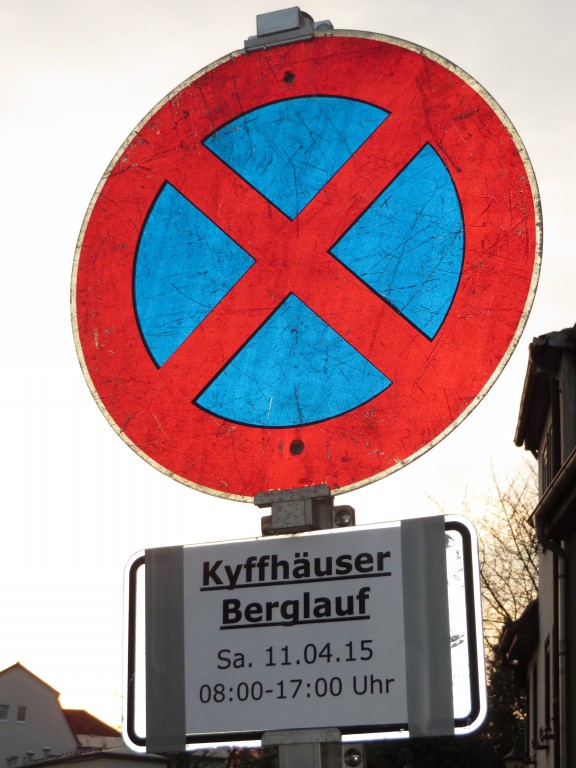 Kyffhäuser
Berglauf
Sa. 11.04.15
08:00-17:00 Uhr